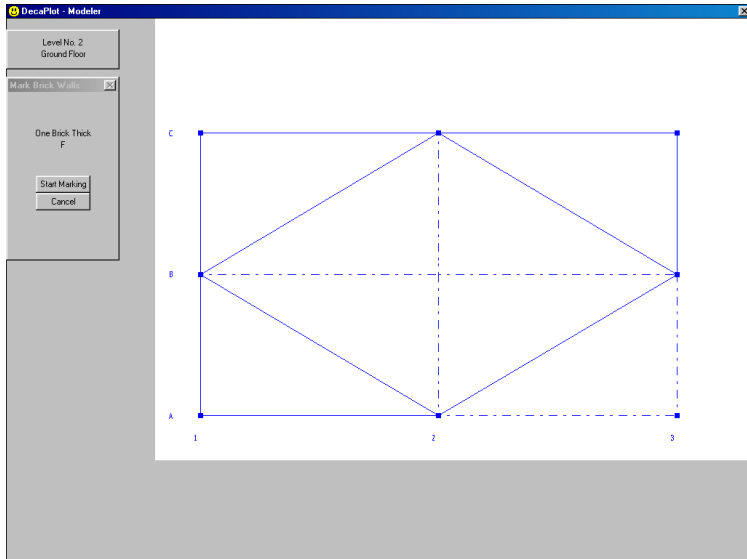 DecaPlot - Modeler
Level No. 2
Ground Floor
Mark Brick Walls
One Brick Thick
F
Start Marking
Cancel
C
B
A
1 2 3